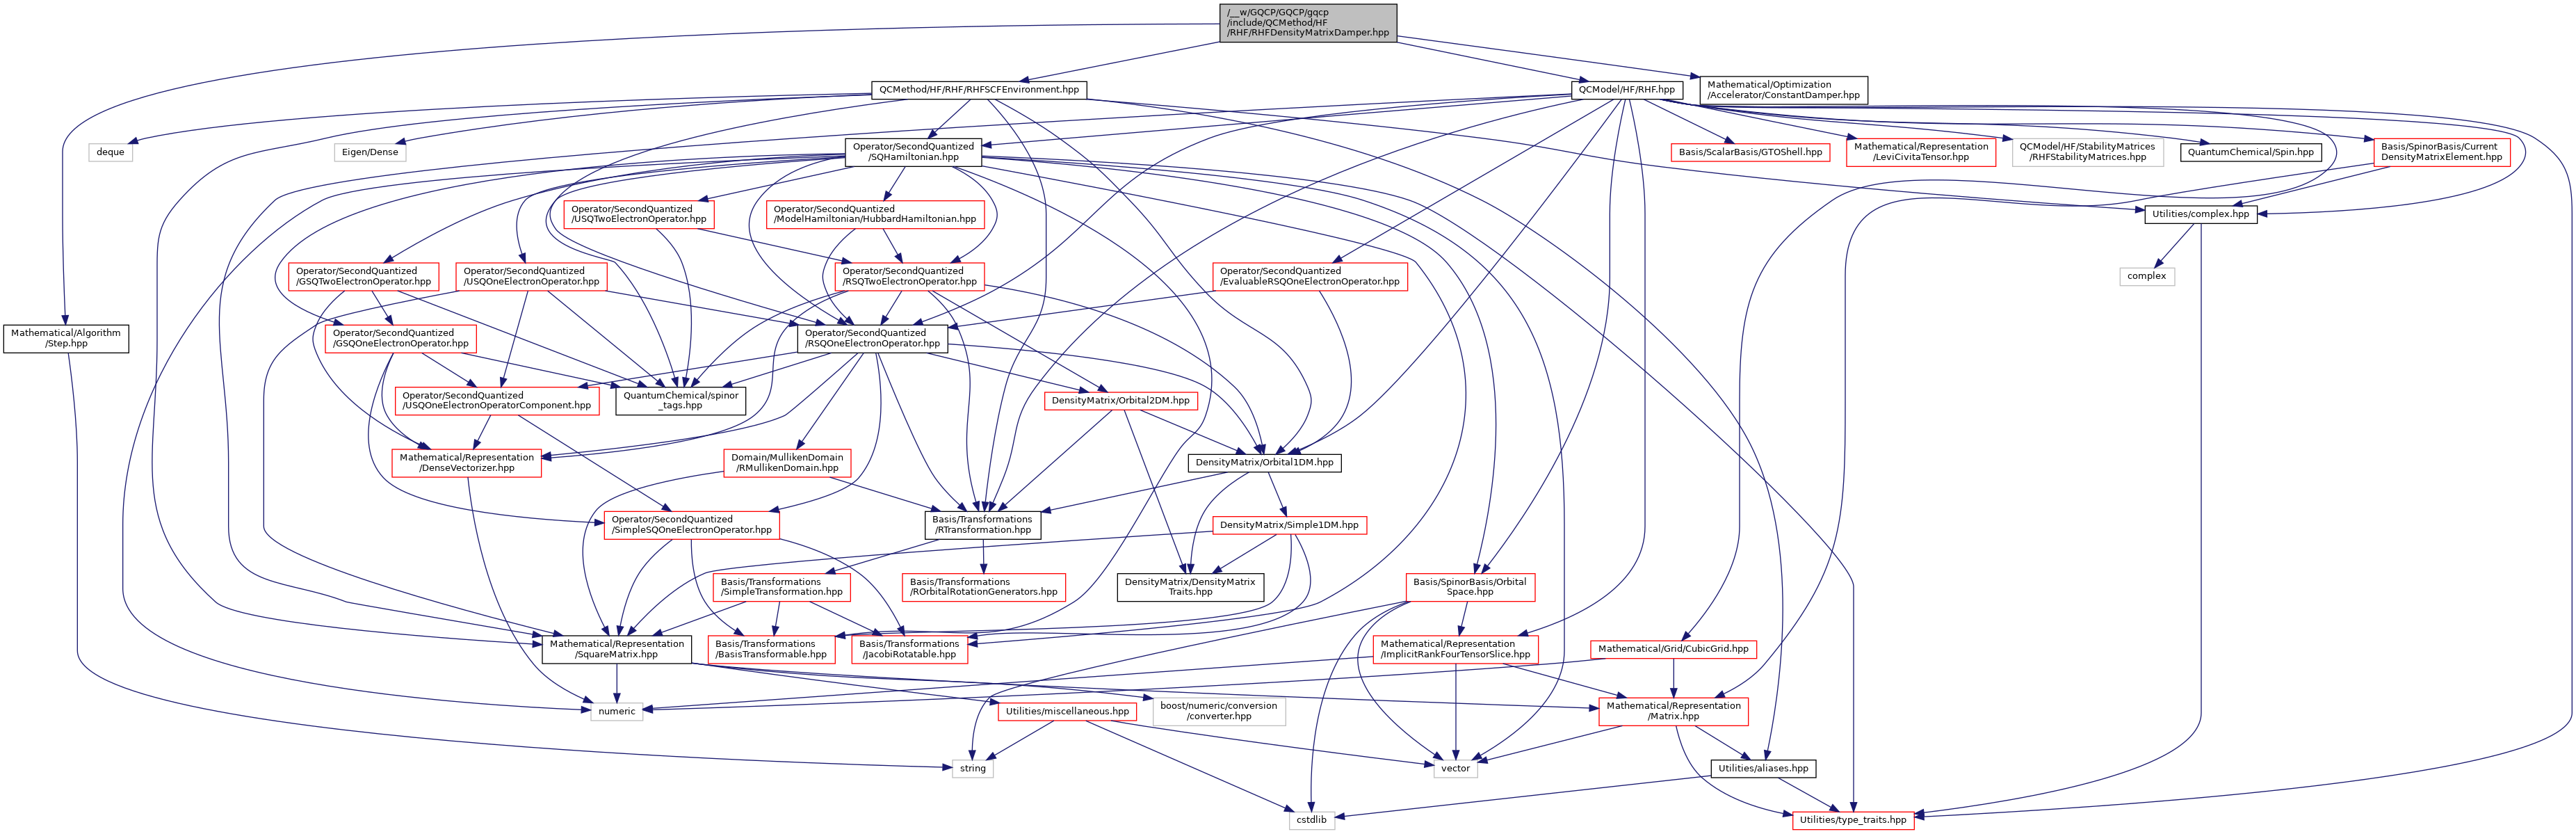 /__w/GQCP/GQCP/gqcp
/include/QCMethod/HF
/RHF/RHFDensityMatrixDamper.hpp
QCMethod/HF/RHF/RHFSCFEnvironment.hpp
QCModel/HF/RHF.hpp
Mathematical/Optimization
/Accelerator/ConstantDamper.hpp
deque
Eigen/Dense
Operator/SecondQuantized
/SQHamiltonian.hpp
Basis/ScalarBasis/GTOShell.hpp
Mathematical/Representation
/LeviCivitaTensor.hpp
QCModel/HF/StabilityMatrices
/RHFStabilityMatrices.hpp
QuantumChemical/Spin.hpp
Basis/SpinorBasis/Current
DensityMatrixElement.hpp
Operator/SecondQuantized
/USQTwoElectronOperator.hpp
Operator/SecondQuantized
/ModelHamiltonian/HubbardHamiltonian.hpp
Utilities/complex.hpp
Operator/SecondQuantized
/GSQTwoElectronOperator.hpp
Operator/SecondQuantized
/USQOneElectronOperator.hpp
Operator/SecondQuantized
/RSQTwoElectronOperator.hpp
Operator/SecondQuantized
/EvaluableRSQOneElectronOperator.hpp
complex
Mathematical/Algorithm
/Step.hpp
Operator/SecondQuantized
/GSQOneElectronOperator.hpp
Operator/SecondQuantized
/RSQOneElectronOperator.hpp
Operator/SecondQuantized
/USQOneElectronOperatorComponent.hpp
QuantumChemical/spinor
_tags.hpp
DensityMatrix/Orbital2DM.hpp
Mathematical/Representation
/DenseVectorizer.hpp
Domain/MullikenDomain
/RMullikenDomain.hpp
DensityMatrix/Orbital1DM.hpp
Operator/SecondQuantized
/SimpleSQOneElectronOperator.hpp
Basis/Transformations
/RTransformation.hpp
DensityMatrix/Simple1DM.hpp
Basis/Transformations
/SimpleTransformation.hpp
Basis/Transformations
/ROrbitalRotationGenerators.hpp
DensityMatrix/DensityMatrix
Traits.hpp
Basis/SpinorBasis/Orbital
Space.hpp
Mathematical/Representation
/SquareMatrix.hpp
Basis/Transformations
/BasisTransformable.hpp
Basis/Transformations
/JacobiRotatable.hpp
Mathematical/Representation
/ImplicitRankFourTensorSlice.hpp
Mathematical/Grid/CubicGrid.hpp
numeric
Utilities/miscellaneous.hpp
boost/numeric/conversion
/converter.hpp
Mathematical/Representation
/Matrix.hpp
string
vector
Utilities/aliases.hpp
cstdlib
Utilities/type_traits.hpp